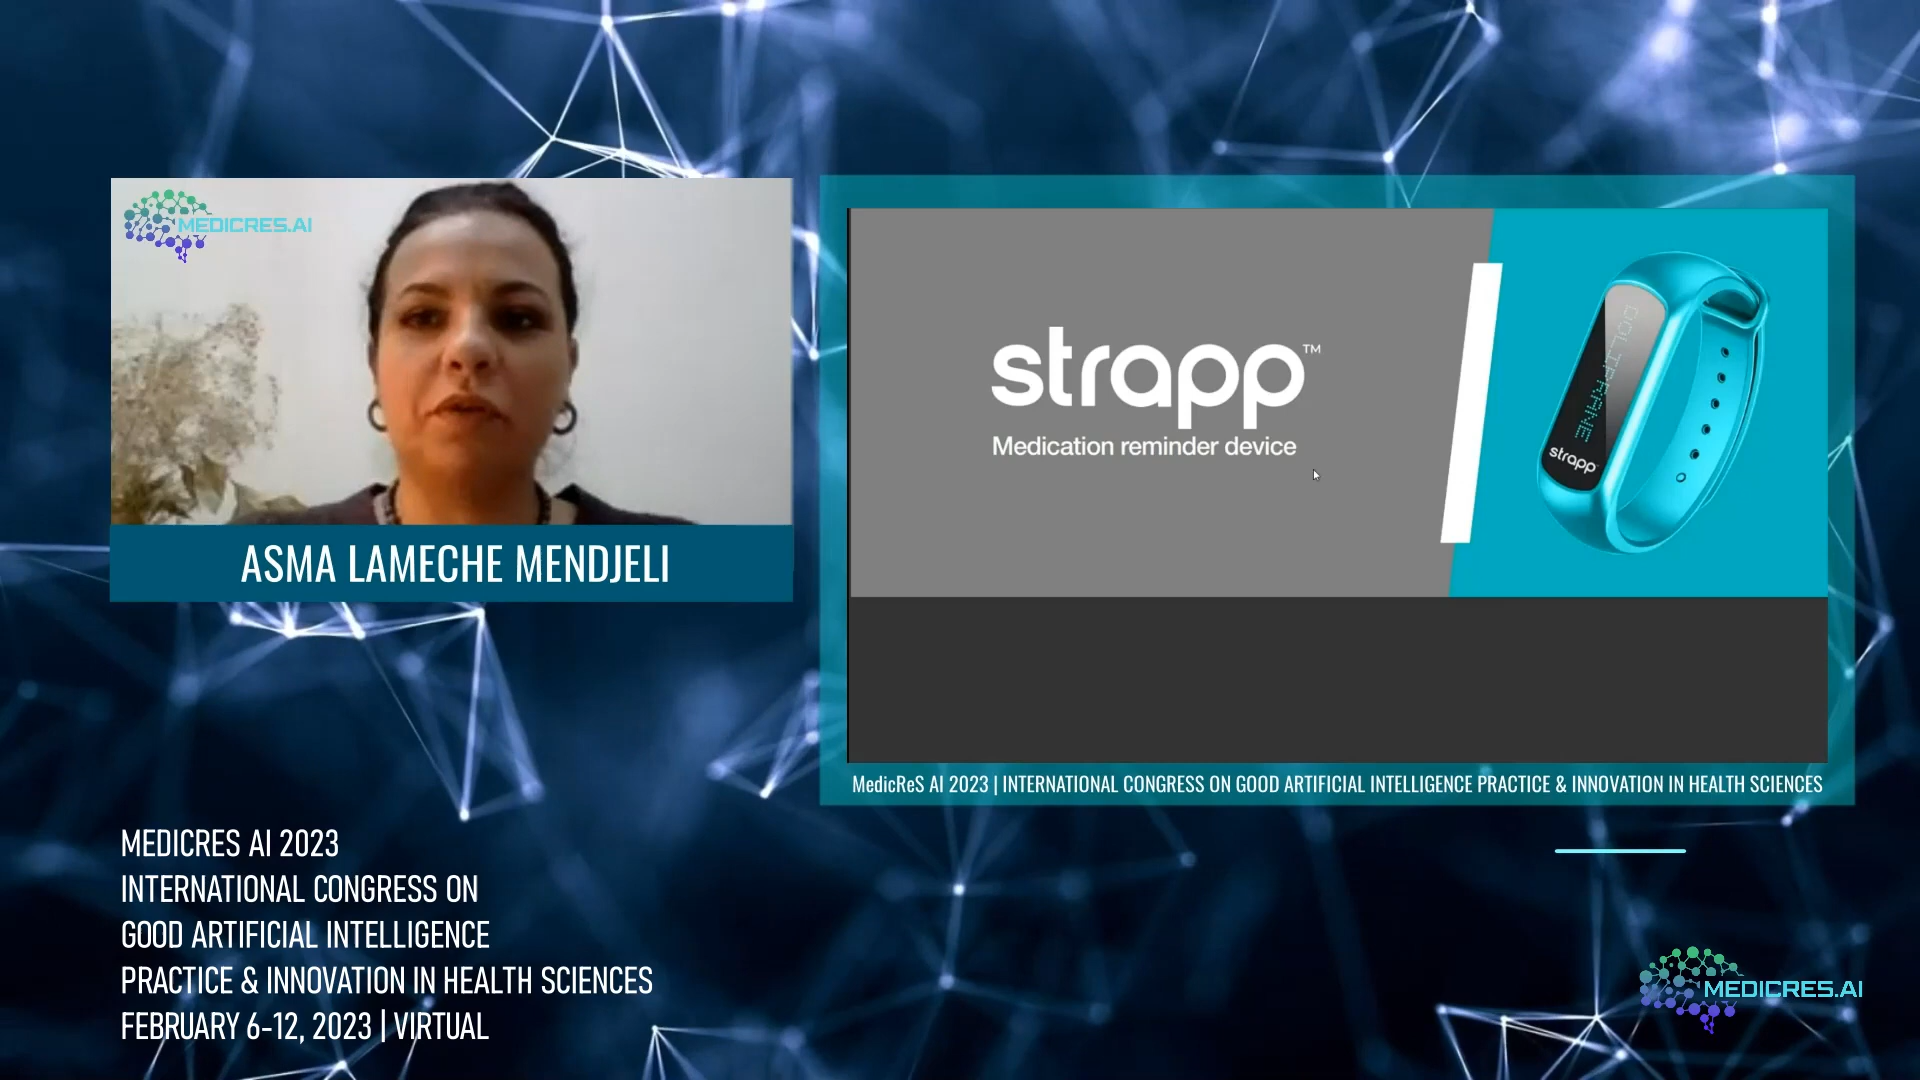 MEDICRES.AI
ASMA LAMECHE MENDJELI
strapp™
Medication reminder device
DOLIPRANE
strapp
MedicReS AI 2023 | INTERNATIONAL CONGRESS ON GOOD ARTIFICIAL INTELLIGENCE PRACTICE & INNOVATION IN HEALTH SCIENCES
MEDICRES AI 2023
INTERNATIONAL CONGRESS ON
GOOD ARTIFICIAL INTELLIGENCE
PRACTICE & INNOVATION IN HEALTH SCIENCES
FEBRUARY 6-12, 2023 | VIRTUAL
MEDICRES.AI